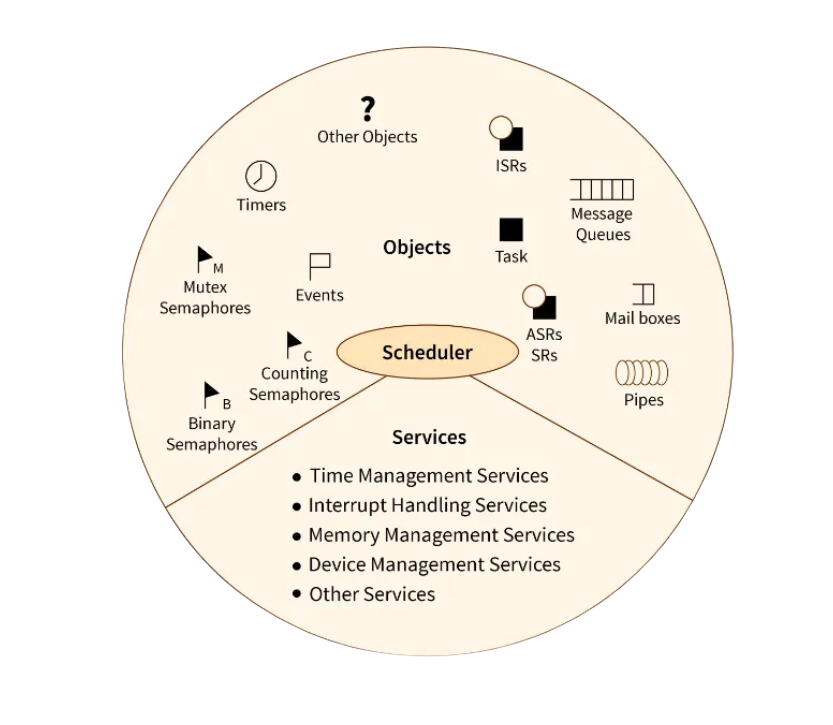 ?
Other Objects
ISRs
Timers
Message
Queues
Objects
Task
M
Mutex
Semaphores
Events
Mail boxes
ASRs
SRs
Scheduler
C
Counting
Semaphores
Pipes
B
Binary
Semaphores
Services
• Time Management Services
• Interrupt Handling Services
• Memory Management Services
• Device Management Services
• Other Services